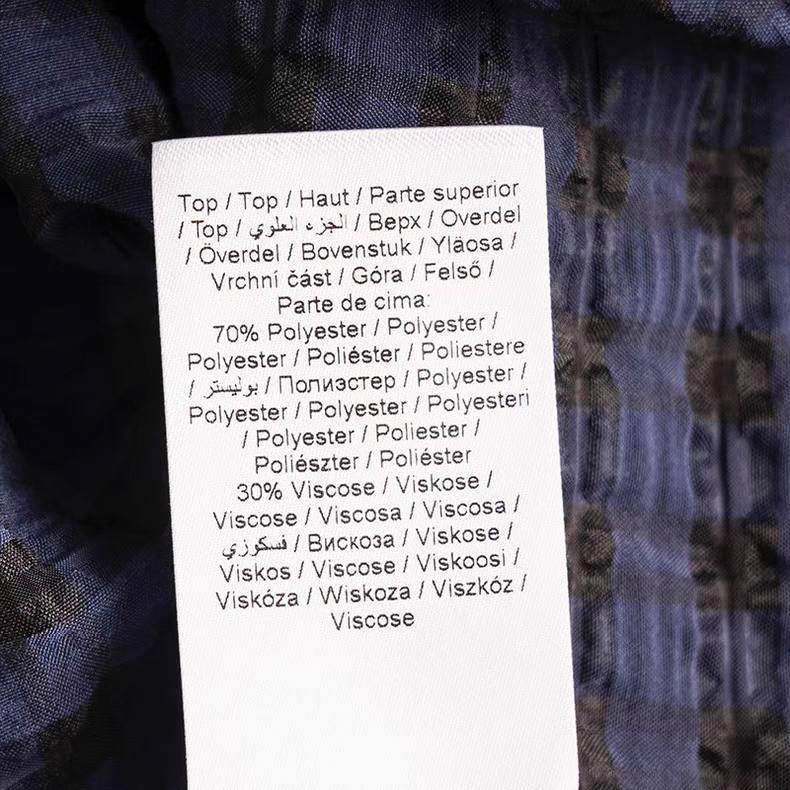 Top / Top / Haut / Parte superior
/ Top / الجزء العلوي / Верх / Overdel
/ Överdel / Bovenstuk / Yläosa /
Vrchní část / Góra / Felső /
Parte de cima:
70% Polyester / Polyester /
Polyester / Poliéster / Poliestere
/ بوليستر / Полиэстер / Polyester /
Polyester / Polyester / Polyesteri
/ Polyester / Poliester /
Poliészter / Poliéster
30% Viscose / Viskose /
Viscose / Viscosa / Viscosa /
فسكوزي / Вискоза / Viskose /
Viskos / Viscose / Viskoosi /
Viskóza / Wiskoza / Viszkóz /
Viscose